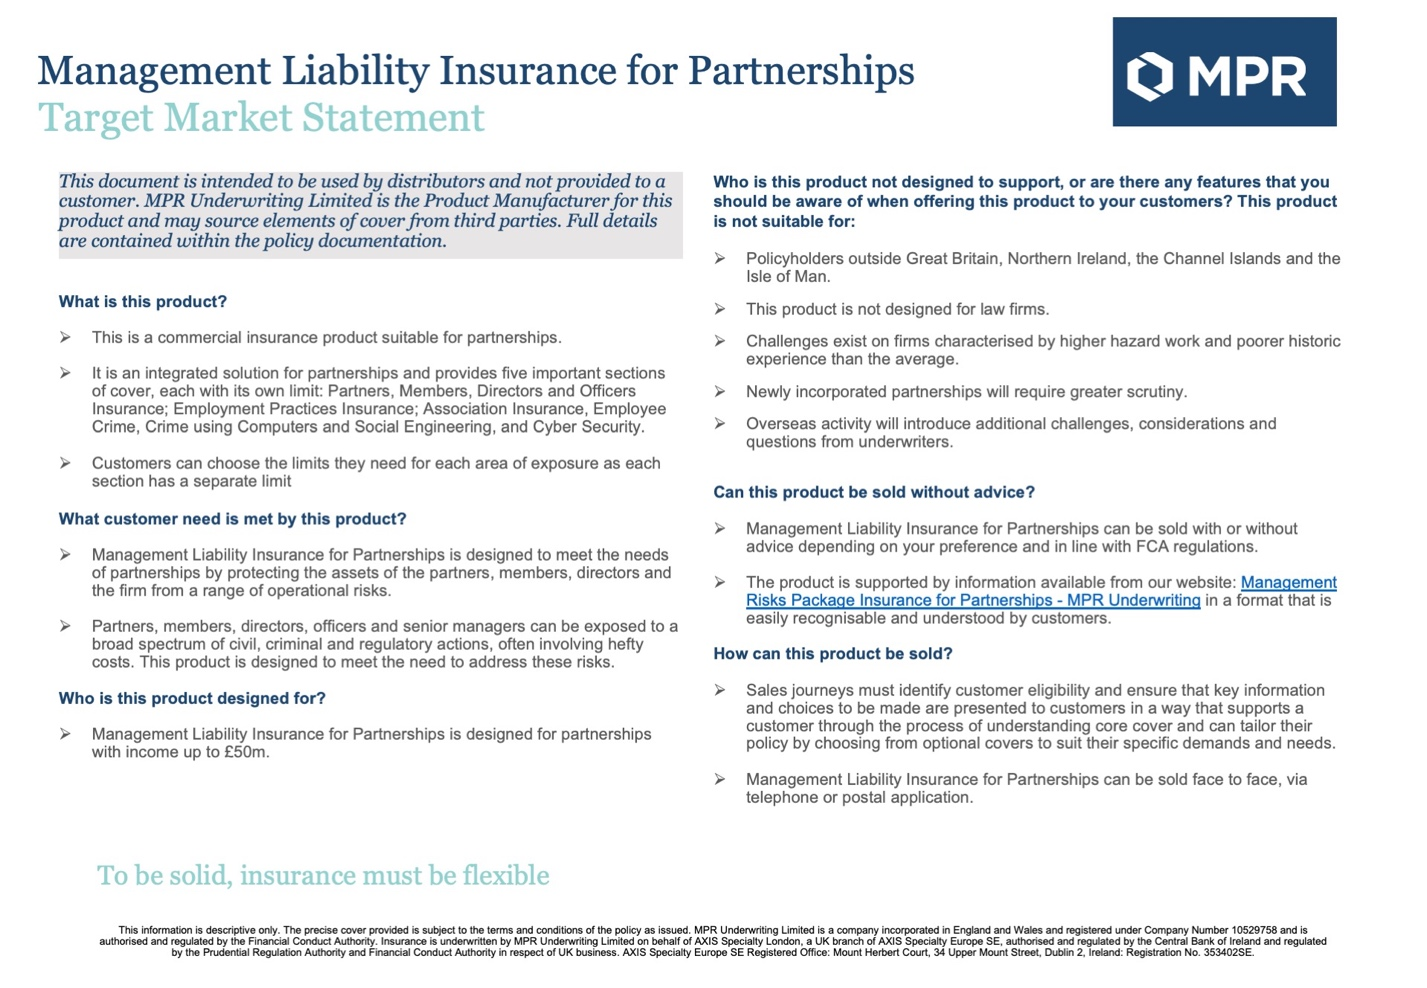 Management Liability Insurance for Partnerships
Target Market Statement
MPR
This document is intended to be used by distributors and not provided to a
customer. MPR Underwriting Limited is the Product Manufacturer for this
product and may source elements of cover from third parties. Full details
are contained within the policy documentation.
What is this product?
➢ This is a commercial insurance product suitable for partnerships.
➢ It is an integrated solution for partnerships and provides five important sections
of cover, each with its own limit: Partners, Members, Directors and Officers
Insurance; Employment Practices Insurance; Association Insurance, Employee
Crime, Crime using Computers and Social Engineering, and Cyber Security.
➢ Customers can choose the limits they need for each area of exposure as each
section has a separate limit
What customer need is met by this product?
➢ Management Liability Insurance for Partnerships is designed to meet the needs
of partnerships by protecting the assets of the partners, members, directors and
the firm from a range of operational risks.
➢ Partners, members, directors, officers and senior managers can be exposed to a
broad spectrum of civil, criminal and regulatory actions, often involving hefty
costs. This product is designed to meet the need to address these risks.
Who is this product designed for?
➢ Management Liability Insurance for Partnerships is designed for partnerships
with income up to £50m.
Who is this product not designed to support, or are there any features that you
should be aware of when offering this product to your customers? This product
is not suitable for:
➢ Policyholders outside Great Britain, Northern Ireland, the Channel Islands and the
Isle of Man.
➢ This product is not designed for law firms.
➢ Challenges exist on firms characterised by higher hazard work and poorer historic
experience than the average.
➢ Newly incorporated partnerships will require greater scrutiny.
➢ Overseas activity will introduce additional challenges, considerations and
questions from underwriters.
Can this product be sold without advice?
➢ Management Liability Insurance for Partnerships can be sold with or without
advice depending on your preference and in line with FCA regulations.
➢ The product is supported by information available from our website: Management
Risks Package Insurance for Partnerships - MPR Underwriting in a format that is
easily recognisable and understood by customers.
How can this product be sold?
➢ Sales journeys must identify customer eligibility and ensure that key information
and choices to be made are presented to customers in a way that supports a
customer through the process of understanding core cover and can tailor their
policy by choosing from optional covers to suit their specific demands and needs.
➢ Management Liability Insurance for Partnerships can be sold face to face, via
telephone or postal application.
To be solid, insurance must be flexible
This information is descriptive only. The precise cover provided is subject to the terms and conditions of the policy as issued. MPR Underwriting Limited is a company incorporated in England and Wales and registered under Company Number 10529758 and is
authorised and regulated by the Financial Conduct Authority. Insurance is underwritten by MPR Underwriting Limited on behalf of AXIS Specialty London, a UK branch of AXIS Specialty Europe SE, authorised and regulated by the Central Bank of Ireland and regulated
by the Prudential Regulation Authority and Financial Conduct Authority in respect of UK business. AXIS Specialty Europe SE Registered Office: Mount Herbert Court, 34 Upper Mount Street, Dublin 2, Ireland: Registration No. 353402SE.